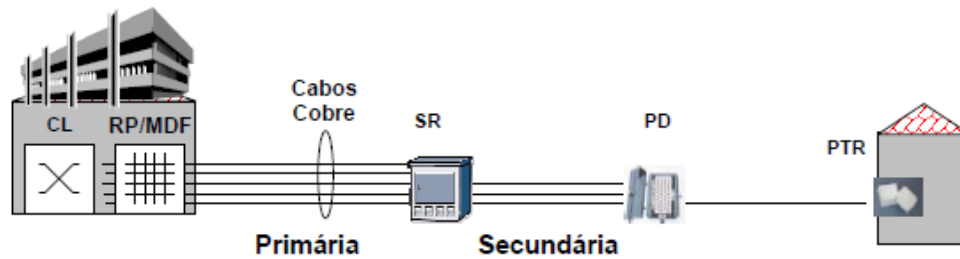 Cabos
Cobre
CL
RP/MDF
SR
PD
PTR
Primária
Secundária